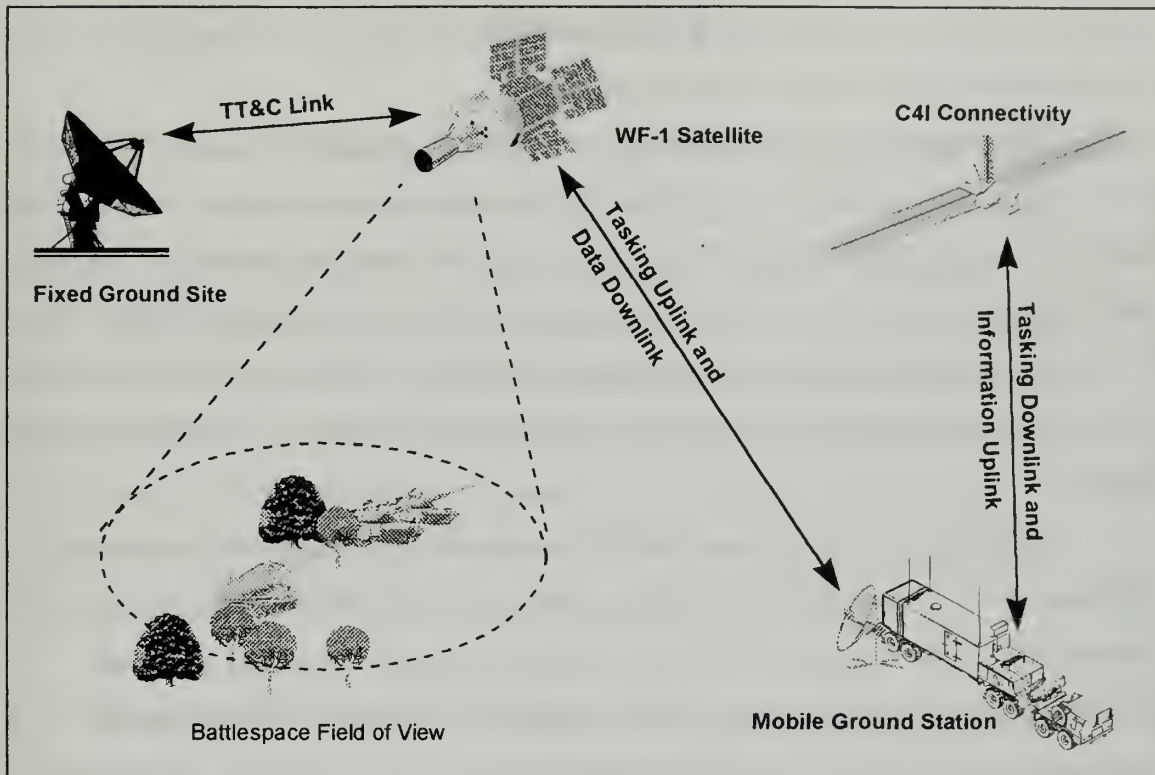 TT&C Link
WF-1 Satellite
C4I Connectivity
Fixed Ground Site
Tasking Uplink and
Data Downlink
Tasking Downlink and
Information Uplink
Battlespace Field of View
Mobile Ground Station